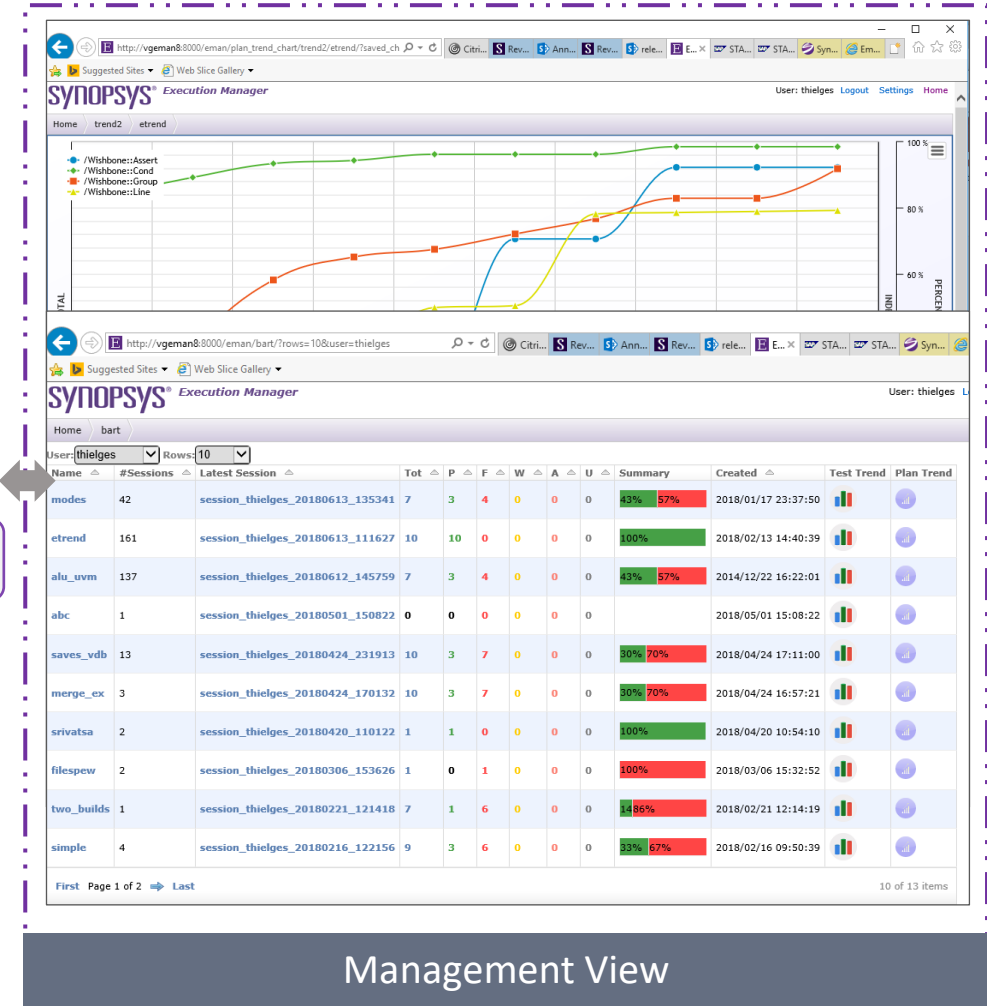 http://vgeman8:8000/eman/plan_trend_chart/trend2/etrend/?saved_ch
Citri... Rev... Ann... Rev... rele... E... STA... STA... Syn... Em...
Suggested Sites Web Slice Gallery
SYNOPSYS® Execution Manager User: thielges Logout Settings Home
Home trend2 etrend
/Wishbone::Assert
/Wishbone::Cond
/Wishbone::Group
/Wishbone::Line
100 %
80 %
60 %
TAL
INDI
PERCEN
http://vgeman8:8000/eman/bart/?rows=10&user=thielges
Citri... Rev... Ann... Rev... rele... E... STA... STA... Syn...
Suggested Sites Web Slice Gallery
SYNOPSYS® Execution Manager User: thielges
Home bart
User: thielges Rows: 10
Name #Sessions Latest Session Tot P F W A U Summary Created Test Trend Plan Trend
modes 42 session_thielges_20180613_135341 7 3 4 0 0 0 43% 57% 2018/01/17 23:37:50
etrend 161 session_thielges_20180613_111627 10 10 0 0 0 0 100% 2018/02/13 14:40:39
alu_uvm 137 session_thielges_20180612_145759 7 3 4 0 0 0 43% 57% 2014/12/22 16:22:01
abc 1 session_thielges_20180501_150822 0 0 0 0 0 0 2018/05/01 15:08:22
saves_vdb 13 session_thielges_20180424_231913 10 3 7 0 0 0 30% 70% 2018/04/24 17:11:00
merge_ex 3 session_thielges_20180424_170132 10 3 7 0 0 0 30% 70% 2018/04/24 16:57:21
srivatsa 2 session_thielges_20180420_110122 1 1 0 0 0 0 100% 2018/04/20 10:54:10
filespew 2 session_thielges_20180306_153626 1 0 1 0 0 0 100% 2018/03/06 15:32:52
two_builds 1 session_thielges_20180221_121418 7 1 6 0 0 0 1486% 2018/02/21 12:14:19
simple 4 session_thielges_20180216_122156 9 3 6 0 0 0 33% 67% 2018/02/16 09:50:39
First Page 1 of 2 Last 10 of 13 items
Management View